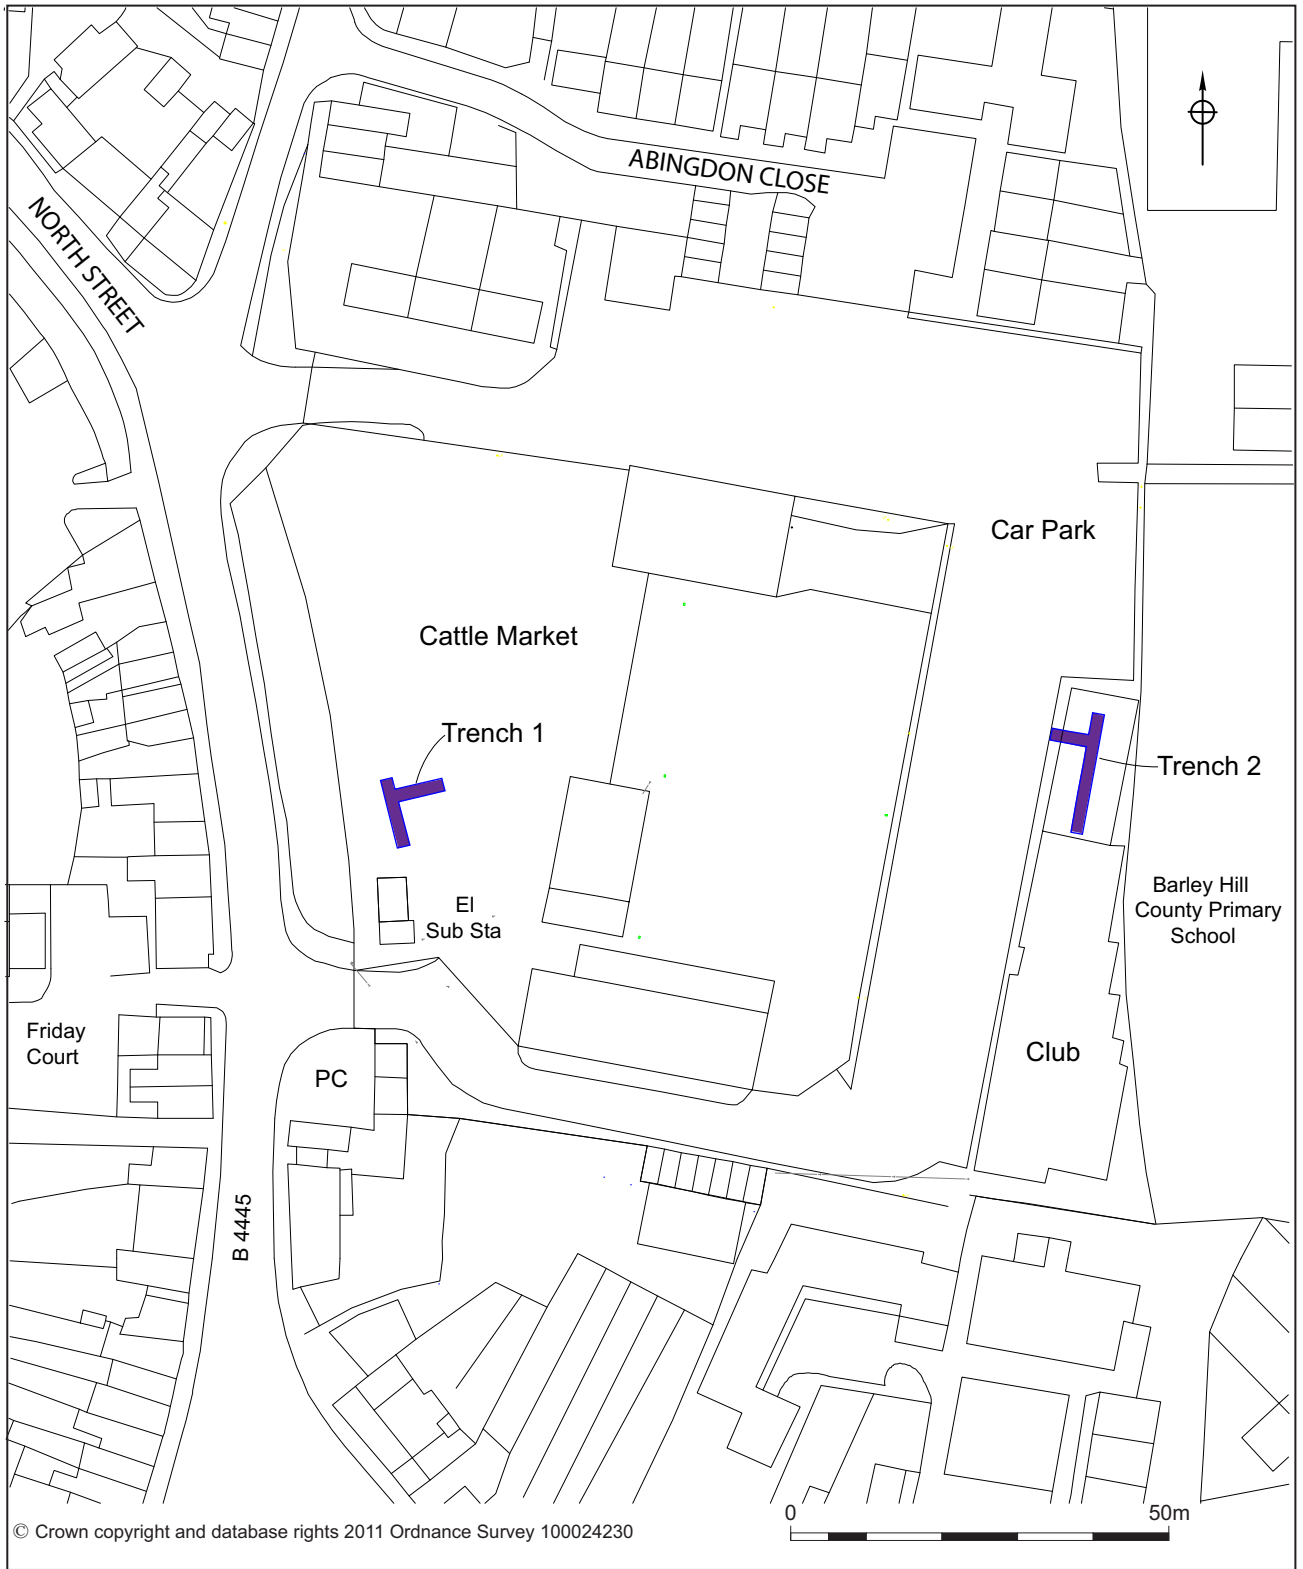 ABINGDON CLOSE
NORTH STREET
Car Park
Cattle Market
Trench 1
Trench 2
El
Sub Sta
Barley Hill
County Primary
School
Friday
Court
Club
PC
B 4445
0 50m
© Crown copyright and database rights 2011 Ordnance Survey 100024230